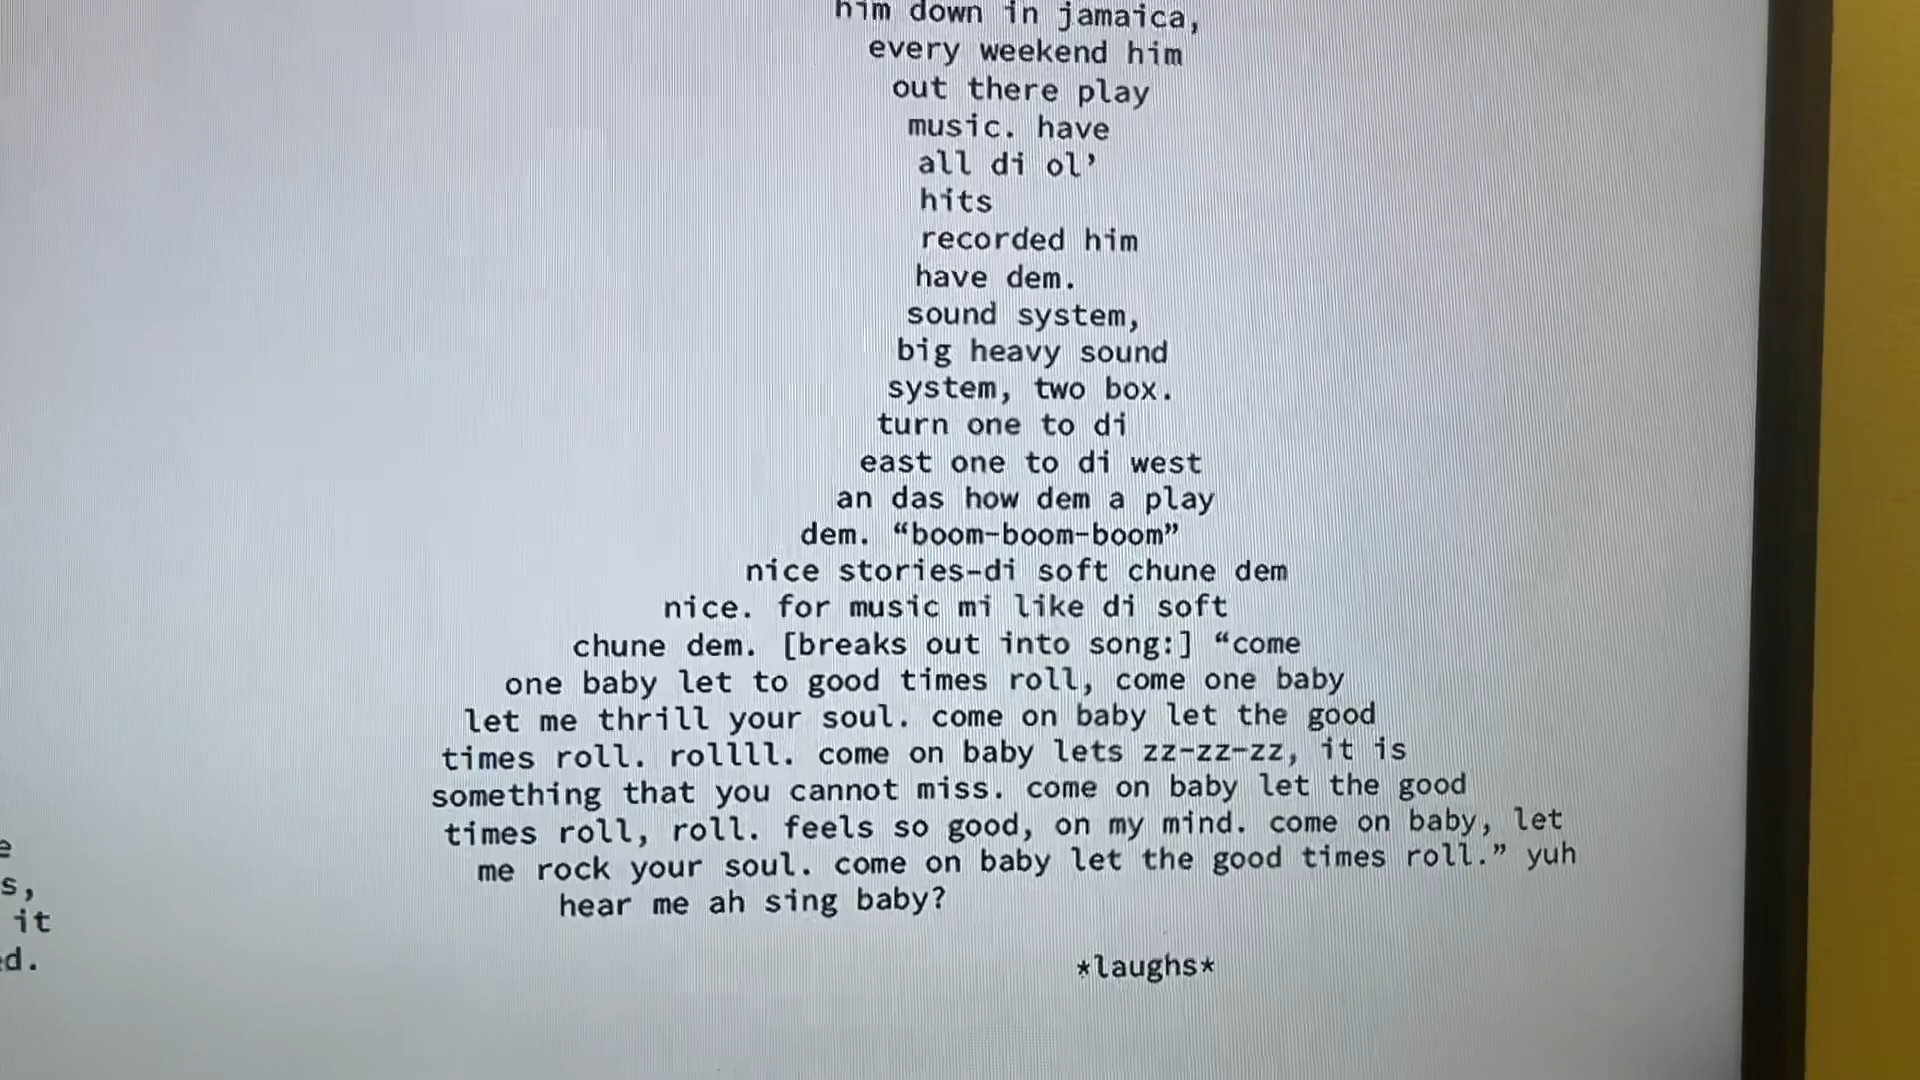 him down in jamaica,
every weekend him
out there play
music. have
all di ol’
hits
recorded him
have dem.
sound system,
big heavy sound
system, two box.
turn one to di
east one to di west
an das how dem a play
dem. “boom-boom-boom”
nice stories-di soft chune dem
nice. for music mi like di soft
chune dem. [breaks out into song:] “come
one baby let to good times roll, come one baby
let me thrill your soul. come on baby let the good
times roll. rollll. come on baby lets zz-zz-zz, it is
something that you cannot miss. come on baby let the good
times roll, roll. feels so good, on my mind. come on baby, let
me rock your soul. come on baby let the good times roll.” yuh
hear me ah sing baby?
*laughs*
it